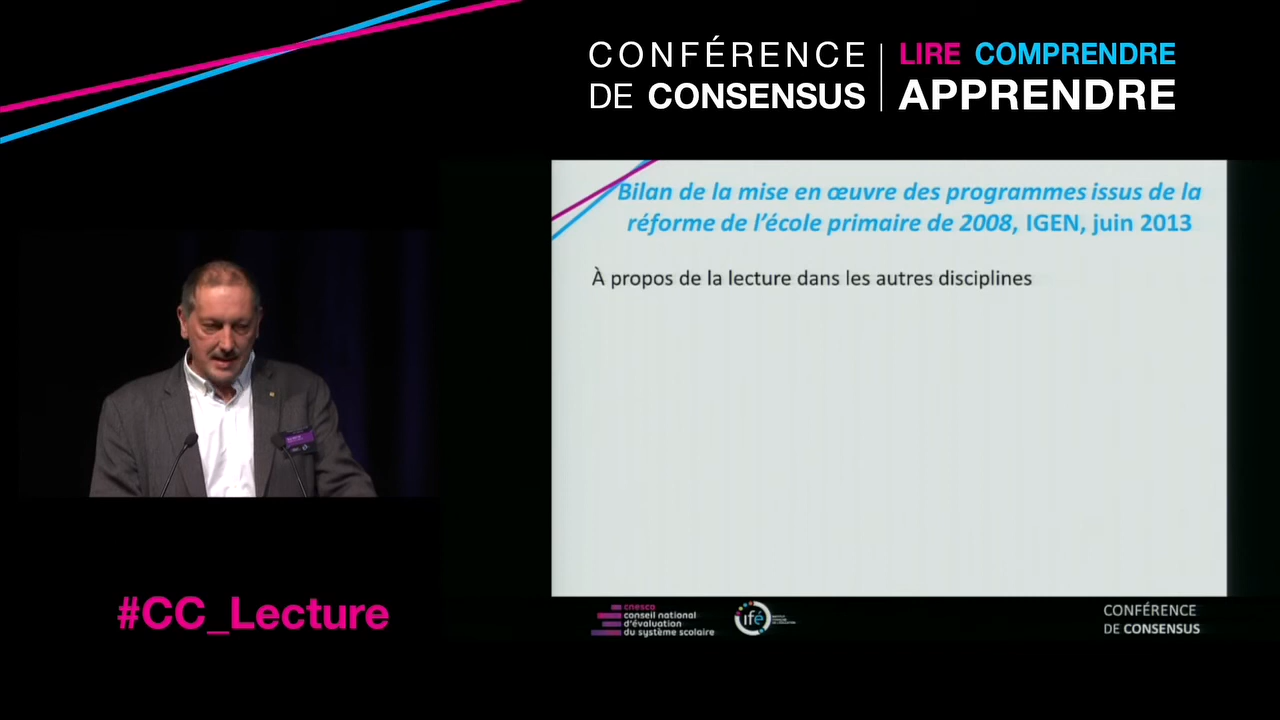 CONFÉRENCE
DE CONSENSUS
LIRE COMPRENDRE
APPRENDRE
Bilan de la mise en œuvre des programmes issus de la
réforme de l'école primaire de 2008, IGEN, juin 2013
À propos de la lecture dans les autres disciplines
#CC_Lecture
cnesco
conseil national
d'évaluation
du système scolaire
ifé
CONFÉRENCE
DE CONSENSUS